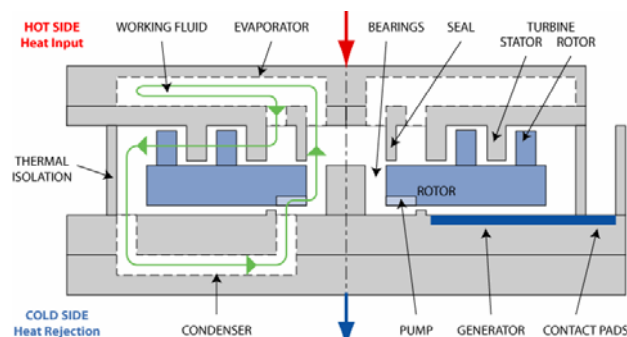 HOT SIDE
Heat Input
WORKING FLUID
EVAPORATOR
BEARINGS
SEAL
TURBINE
STATOR
ROTOR
THERMAL
ISOLATION
ROTOR
COLD SIDE
Heat Rejection
CONDENSER
PUMP
GENERATOR
CONTACT PADS